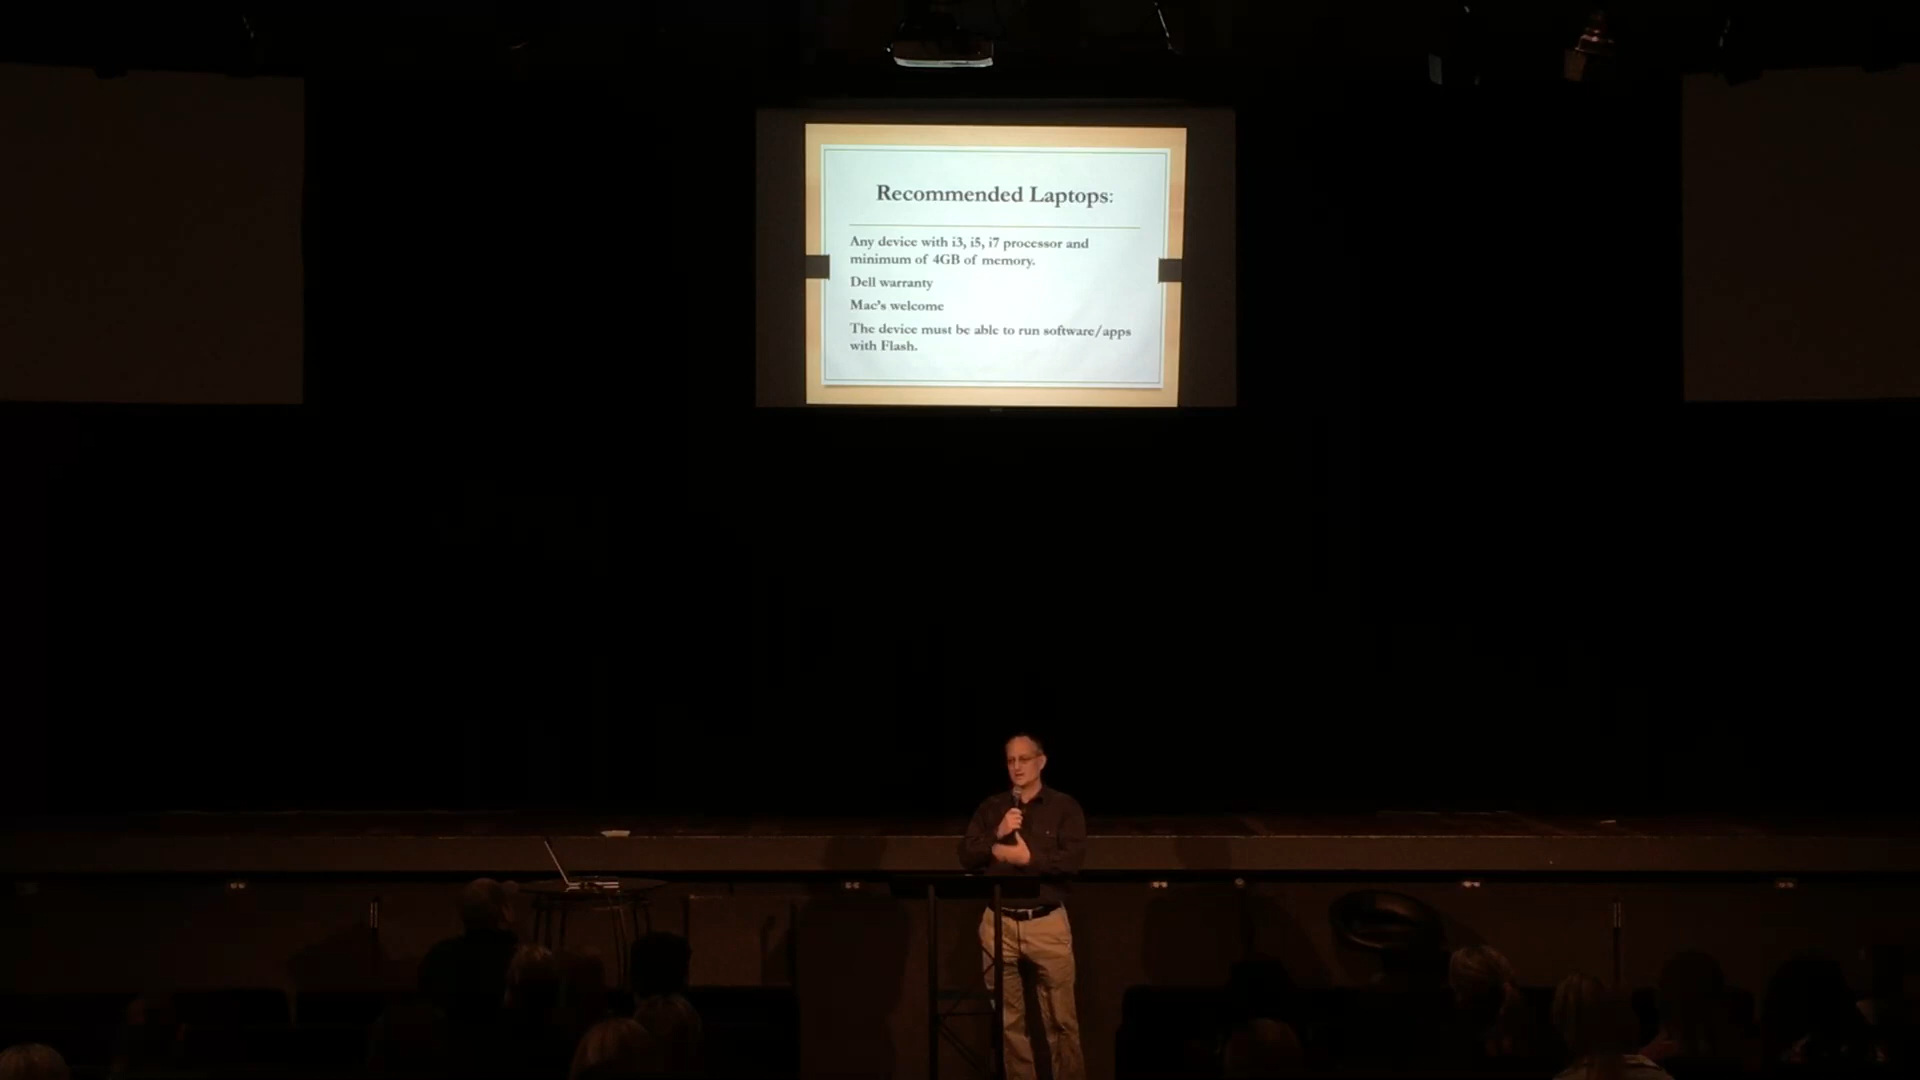 Recommended Laptops:
Any device with i3, i5, i7 processor and
minimum of 4GB of memory.
Dell warranty
Mac's welcome
The device must be able to run software/apps
with Flash.